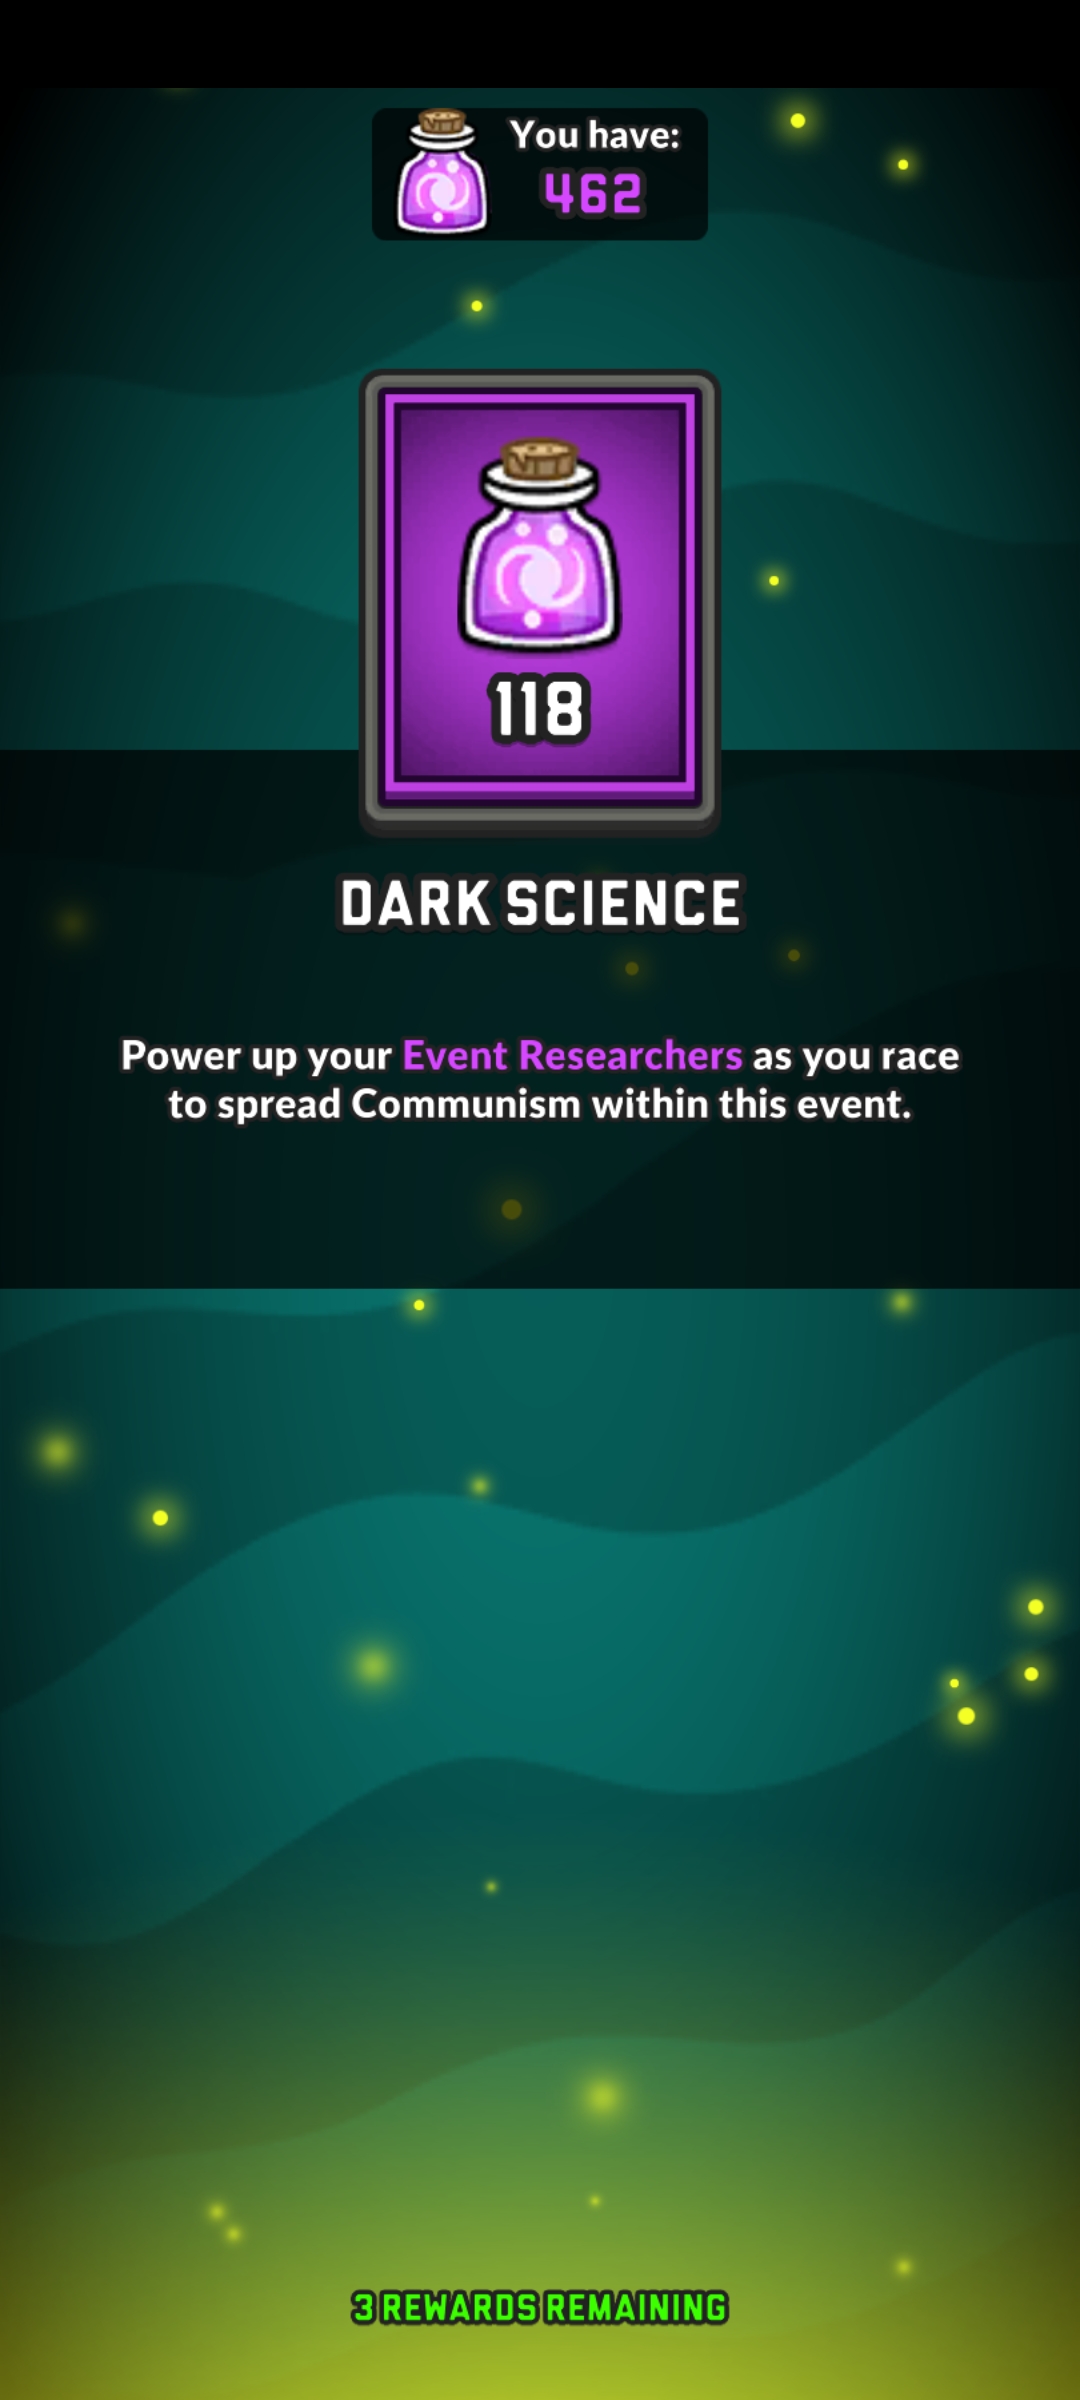 You have:
462
118
DARK SCIENCE
Power up your Event Researchers as you race
to spread Communism within this event.
3 REWARDS REMAINING